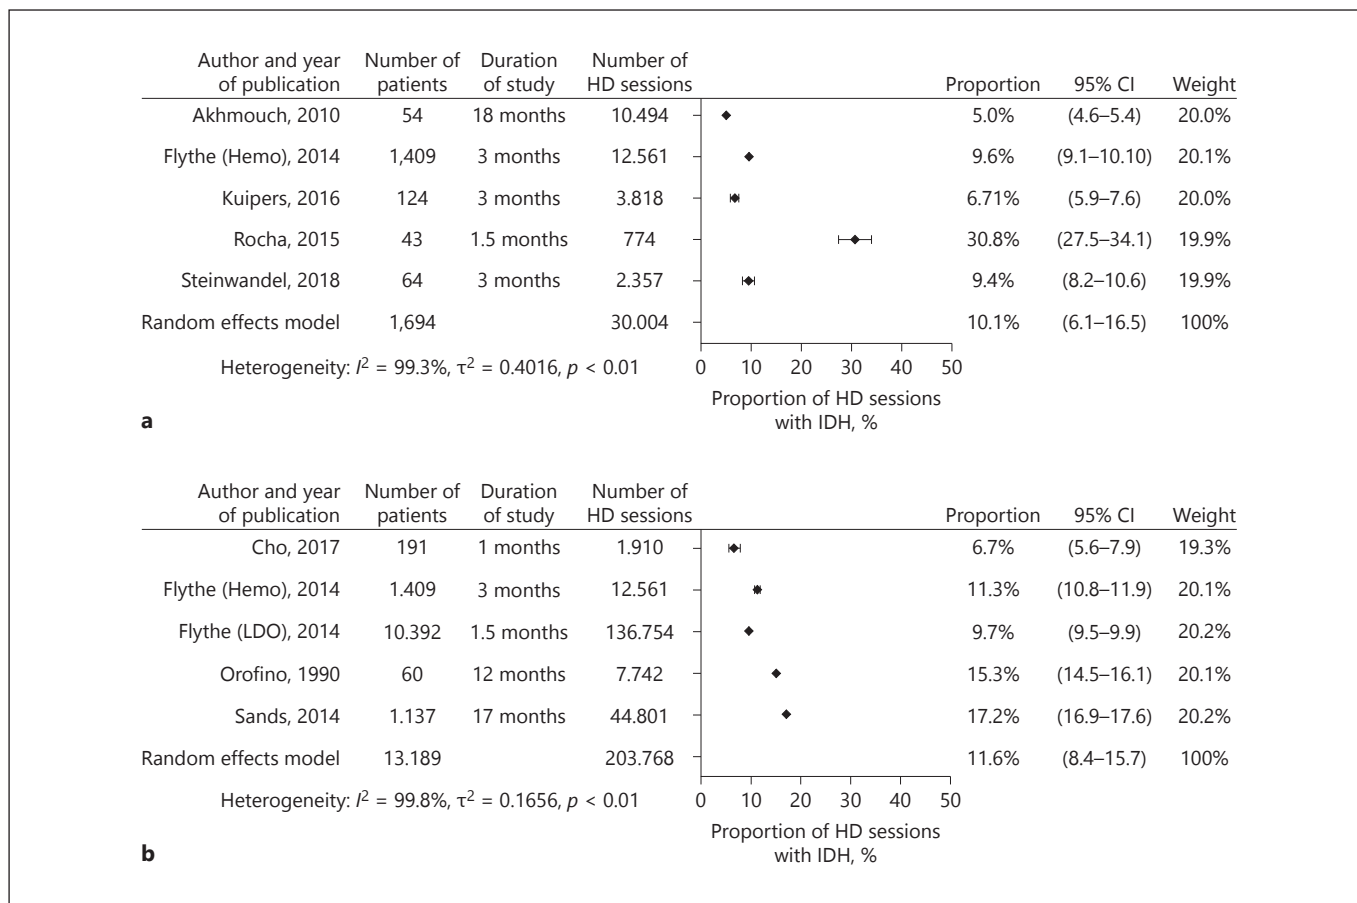 Author and year of publication Number of patients Duration of study Number of HD sessions Proportion 95% CI Weight
Akhmouch, 2010 54 18 months 10.494 5.0% (4.6–5.4) 20.0%
Flythe (Hemo), 2014 1,409 3 months 12.561 9.6% (9.1–10.10) 20.1%
Kuipers, 2016 124 3 months 3.818 6.71% (5.9–7.6) 20.0%
Rocha, 2015 43 1.5 months 774 30.8% (27.5–34.1) 19.9%
Steinwandel, 2018 64 3 months 2.357 9.4% (8.2–10.6) 19.9%
Random effects model 1,694 30.004 10.1% (6.1–16.5) 100%
Heterogeneity: I² = 99.3%, τ² = 0.4016, p < 0.01
0 10 20 30 40 50
Proportion of HD sessions
with IDH, %
a
Author and year of publication Number of patients Duration of study Number of HD sessions Proportion 95% CI Weight
Cho, 2017 191 1 months 1.910 6.7% (5.6–7.9) 19.3%
Flythe (Hemo), 2014 1.409 3 months 12.561 11.3% (10.8–11.9) 20.1%
Flythe (LDO), 2014 10.392 1.5 months 136.754 9.7% (9.5–9.9) 20.2%
Orofino, 1990 60 12 months 7.742 15.3% (14.5–16.1) 20.1%
Sands, 2014 1.137 17 months 44.801 17.2% (16.9–17.6) 20.2%
Random effects model 13.189 203.768 11.6% (8.4–15.7) 100%
Heterogeneity: I² = 99.8%, τ² = 0.1656, p < 0.01
0 10 20 30 40 50
Proportion of HD sessions
with IDH, %
b